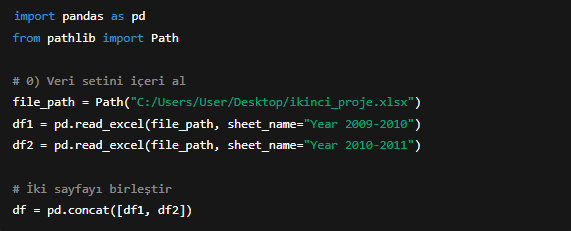 import pandas as pd
from pathlib import Path
# 0) Veri setini içeri al
file_path = Path("C:/Users/User/Desktop/ikinci_proje.xlsx")
df1 = pd.read_excel(file_path, sheet_name="Year 2009-2010")
df2 = pd.read_excel(file_path, sheet_name="Year 2010-2011")
# İki sayfayı birleştir
df = pd.concat([df1, df2])